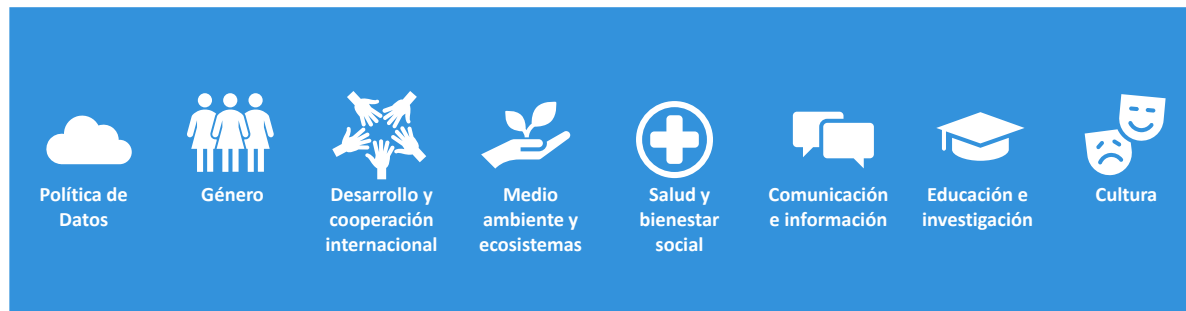 Política de
Datos
Género
Desarrollo y
cooperación
internacional
Medio
ambiente y
ecosistemas
Salud y
bienestar
social
Comunicación
e información
Educación e
investigación
Cultura